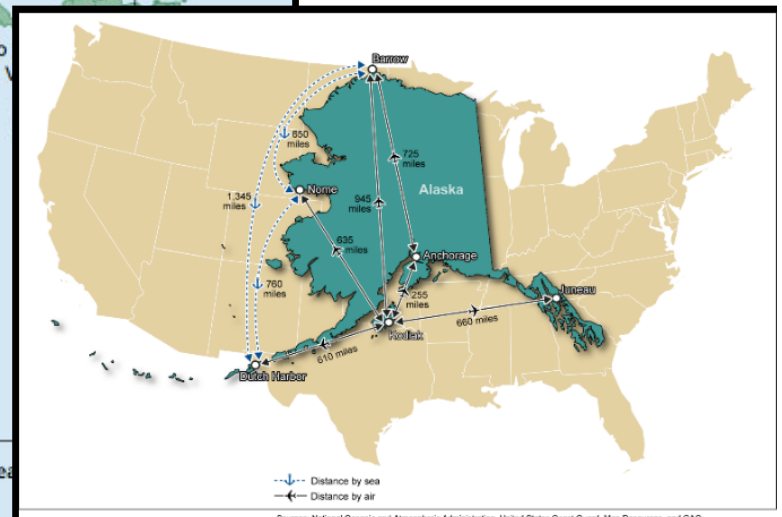 Barrow
650
miles
725
miles
Alaska
Nome
945
miles
1.345
miles
635
miles
Anchorage
760
miles
255
miles
Juneau
660 miles
Kodiak
610 miles
Dutch Harbor
Distance by sea
Distance by air